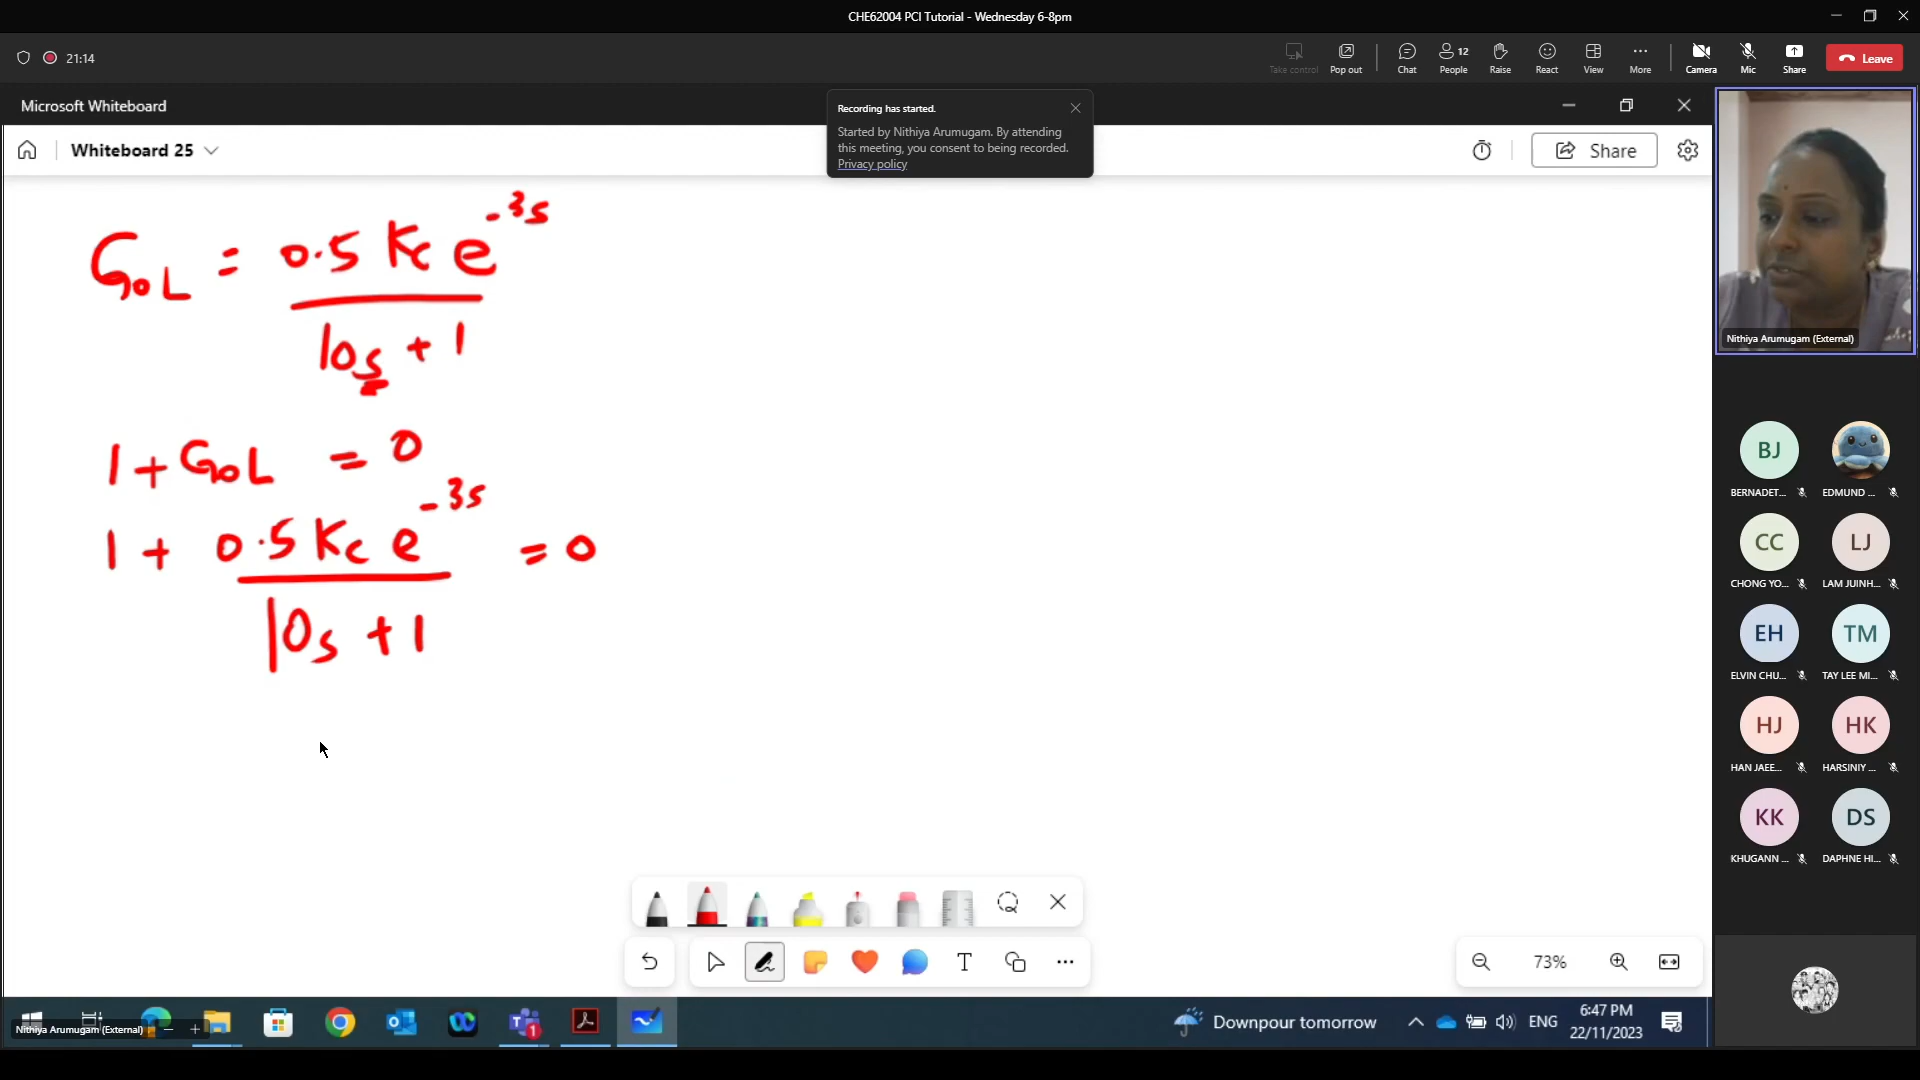 CHE62004 PCI Tutorial - Wednesday 6-8pm
21:14
Take control
Pop out
Chat
12
People
Raise
React
View
More
Camera
Mic
Share
Leave
Microsoft Whiteboard
Recording has started.
Started by Nithiya Arumugam. By attending
this meeting, you consent to being recorded.
Privacy policy
Whiteboard 25
Share
G_OL = 0.5 Kc e^-3s
10s + 1
1 + G_OL = 0
1 + 0.5 Kc e^-3s = 0
10s + 1
Nithiya Arumugam (External)
BJ
BERNADET...
EDMUND ...
CC
CHONG YO...
LJ
LAM JUINH...
EH
ELVIN CHU...
TM
TAY LEE MI...
HJ
HAN JAEE...
HK
HARSINIY ...
KK
KHUGANN ...
DS
DAPHNE HI...
T
73%
Nithiya Arumugam (External)
1
Downpour tomorrow
ENG
6:47 PM
22/11/2023